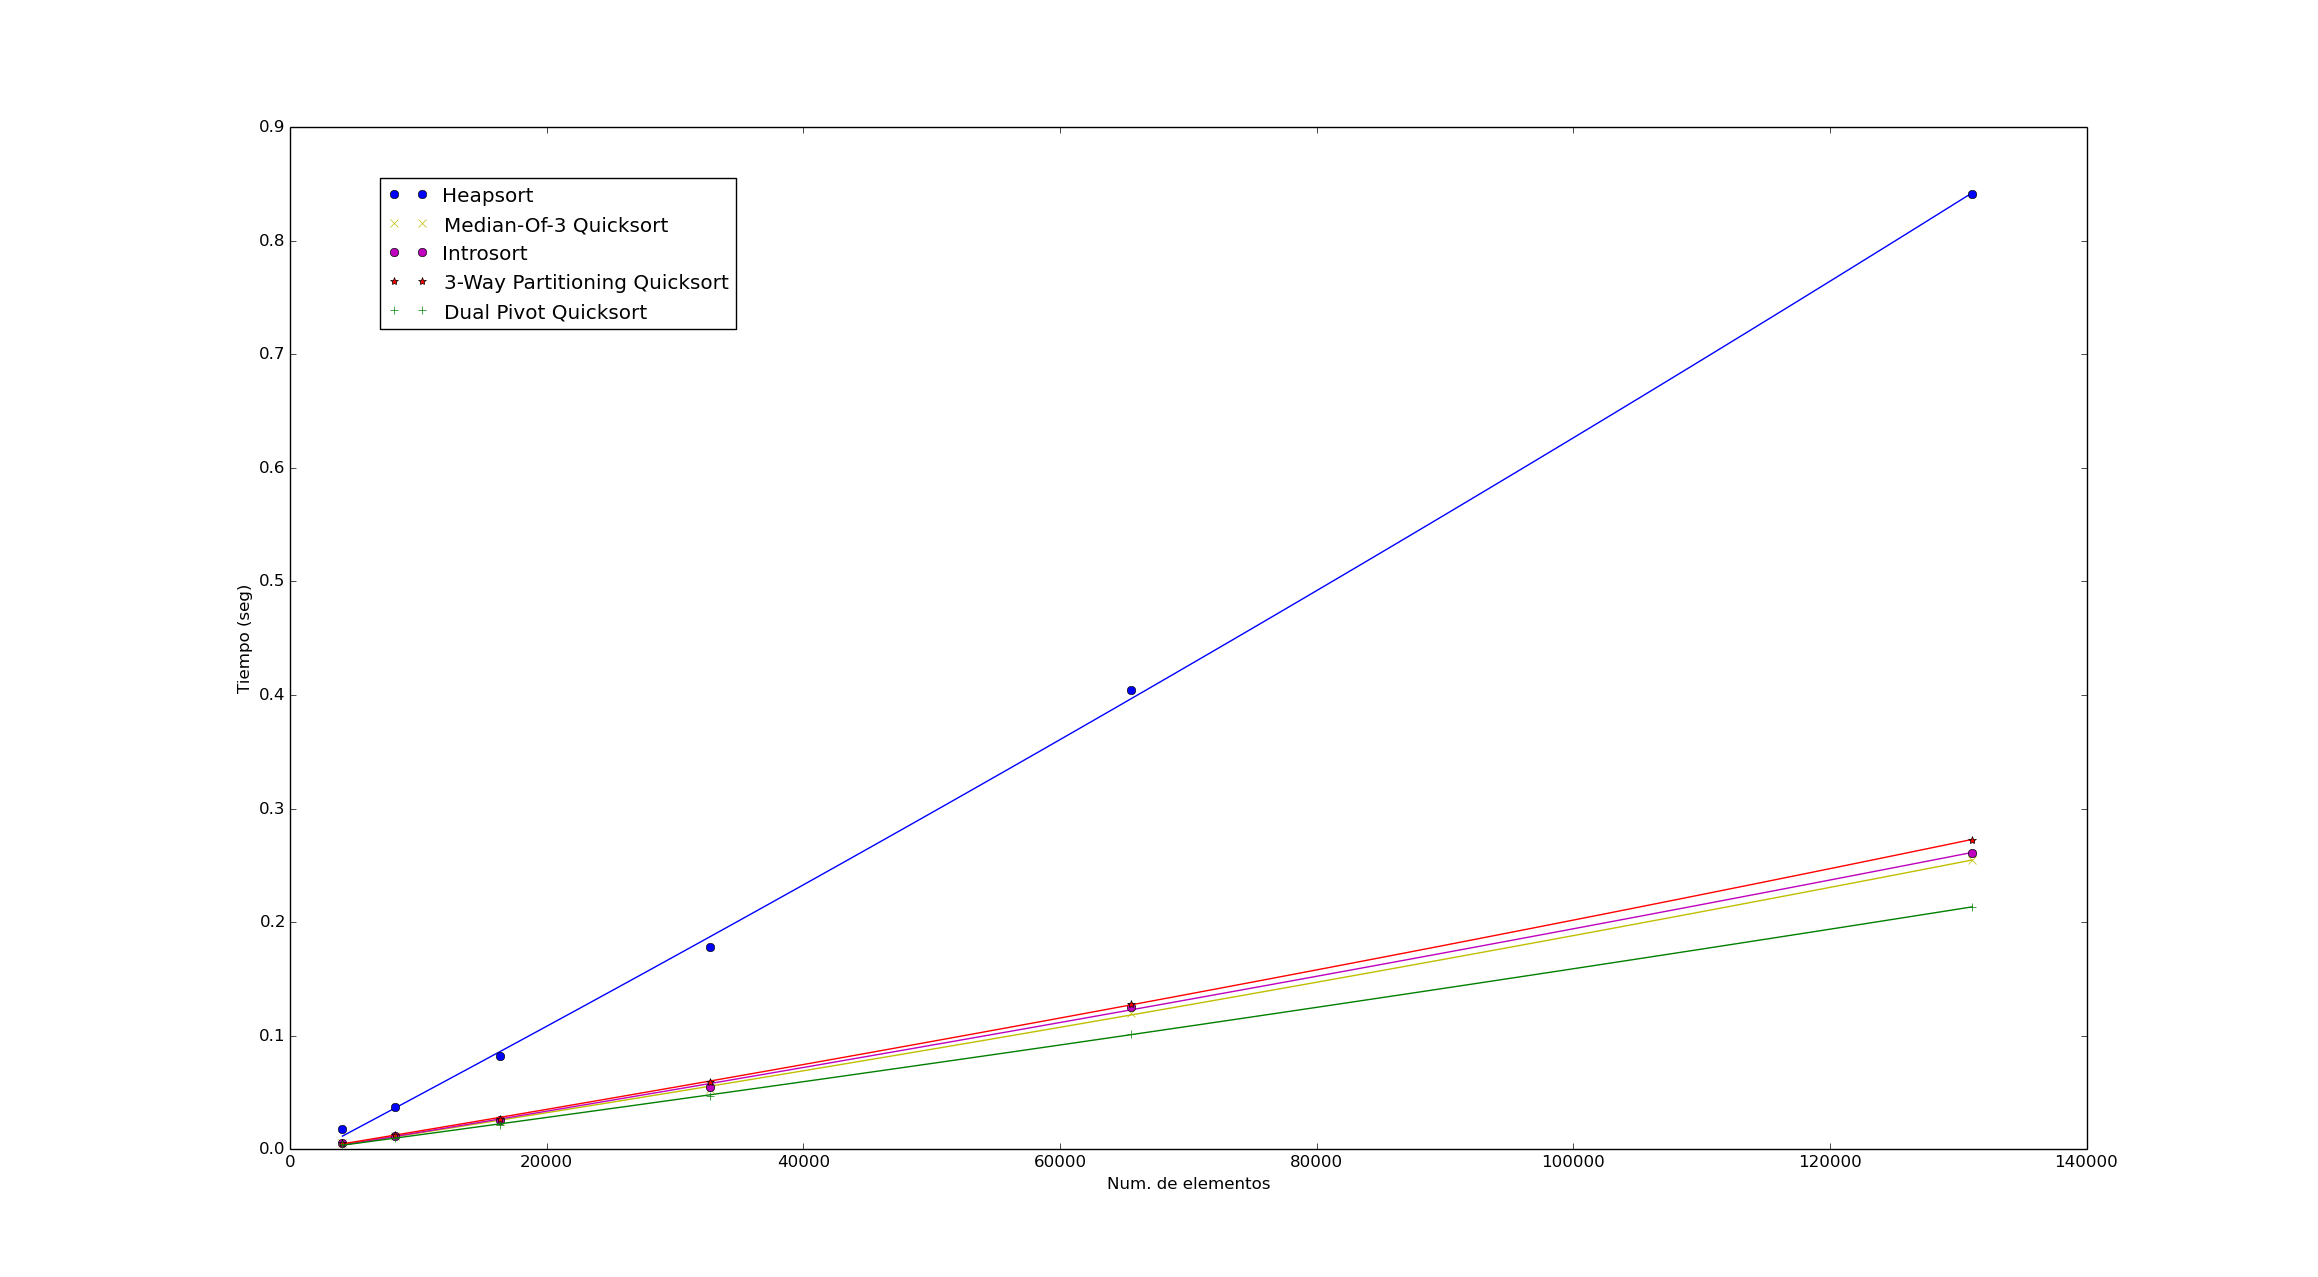 0.9
0.8
0.7
0.6
0.5
0.4
0.3
0.2
0.1
0.0
Tiempo (seg)
Heapsort
Median-Of-3 Quicksort
Introsort
3-Way Partitioning Quicksort
Dual Pivot Quicksort
0 20000 40000 60000 80000 100000 120000 140000
Num. de elementos